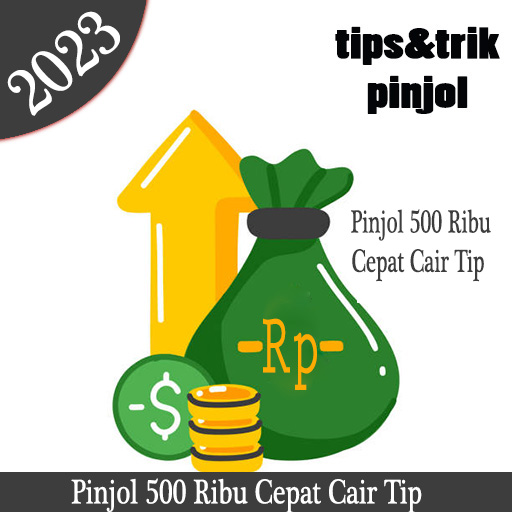 2023
tips&trik
pinjol
Pinjol 500 Ribu
Cepat Cair Tip
-Rp-
-$
Pinjol 500 Ribu Cepat Cair Tip